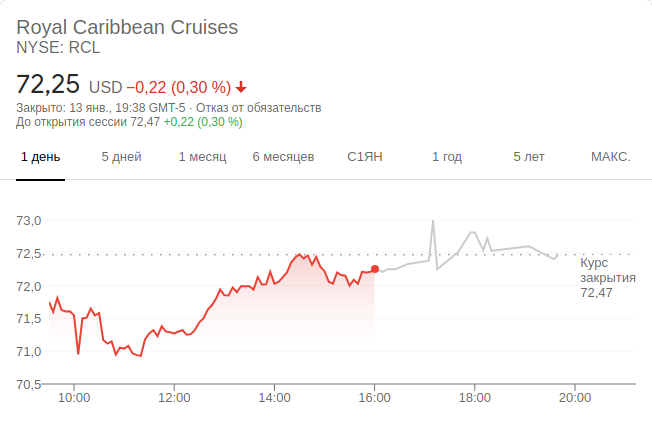 Royal Caribbean Cruises
NYSE: RCL
72,25 USD −0,22 (0,30 %)
Закрыто: 13 янв., 19:38 GMT-5 · Отказ от обязательств
До открытия сессии 72,47 +0,22 (0,30 %)
1 день 5 дней 1 месяц 6 месяцев С1ЯН 1 год 5 лет МАКС.
73,0
72,5
Курс
закрытия
72,47
72,0
71,5
71,0
70,5
10:00 12:00 14:00 16:00 18:00 20:00